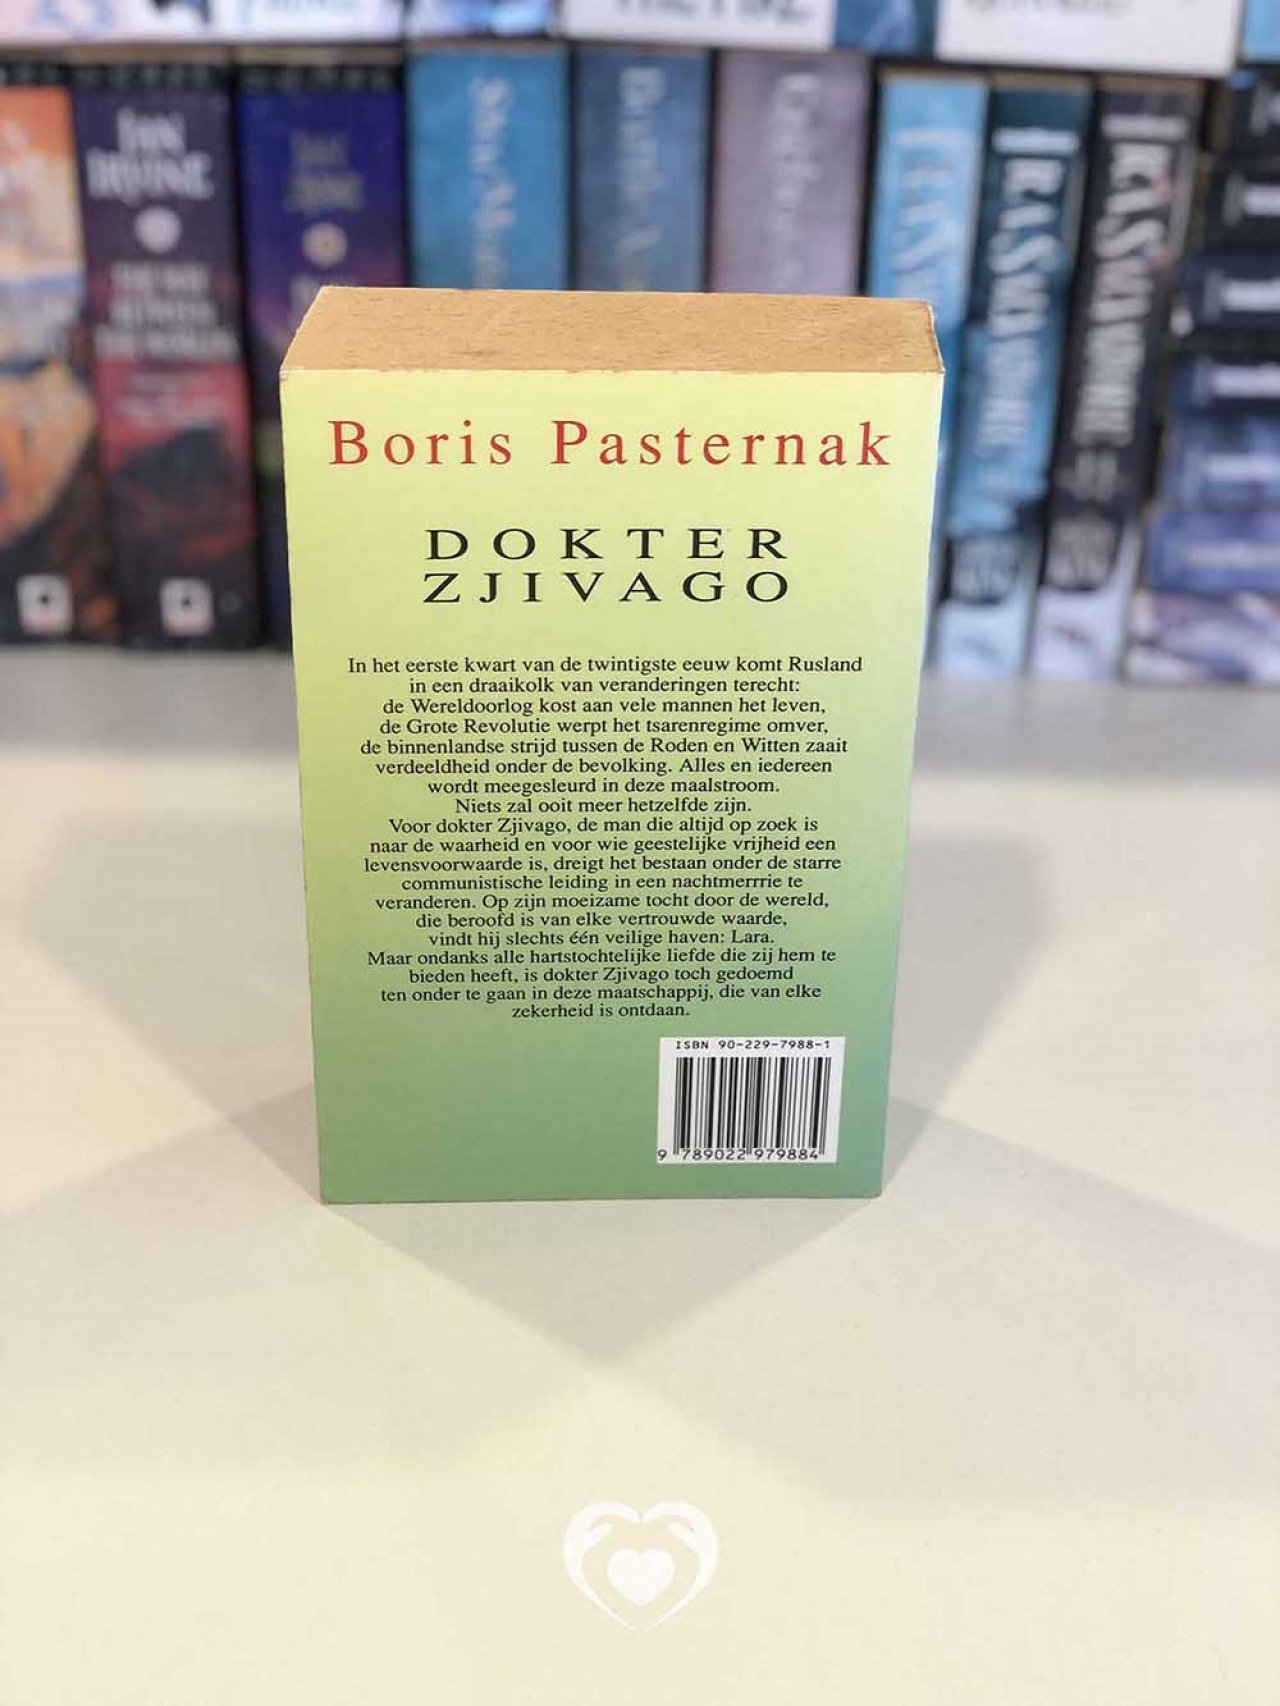 IAN
IRVINE
R.A. SALVATORE
R.A. SALVATORE
Boris Pasternak
DOKTER
ZJIVAGO
In het eerste kwart van de twintigste eeuw komt Rusland
in een draaikolk van veranderingen terecht:
de Wereldoorlog kost aan vele mannen het leven,
de Grote Revolutie werpt het tsarenregime omver,
de binnenlandse strijd tussen de Roden en Witten zaait
verdeeldheid onder de bevolking. Alles en iedereen
wordt meegesleurd in deze maalstroom.
Niets zal ooit meer hetzelfde zijn.
Voor dokter Zjivago, de man die altijd op zoek is
naar de waarheid en voor wie geestelijke vrijheid een
levensvoorwaarde is, dreigt het bestaan onder de starre
communistische leiding in een nachtmerrrie te
veranderen. Op zijn moeizame tocht door de wereld,
die beroofd is van elke vertrouwde waarde,
vindt hij slechts één veilige haven: Lara.
Maar ondanks alle hartstochtelijke liefde die zij hem te
bieden heeft, is dokter Zjivago toch gedoemd
ten onder te gaan in deze maatschappij, die van elke
zekerheid is ontdaan.
ISBN 90-229-7988-1
9 789022 979884